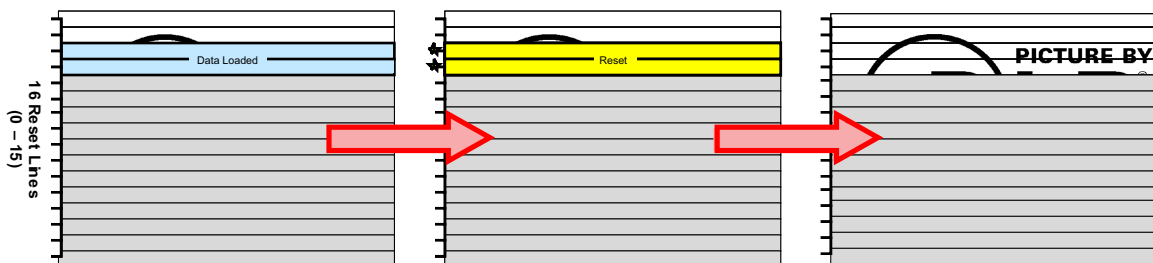 16 Reset Lines
(0 – 15)
Data Loaded
Reset
PICTURE BY
®